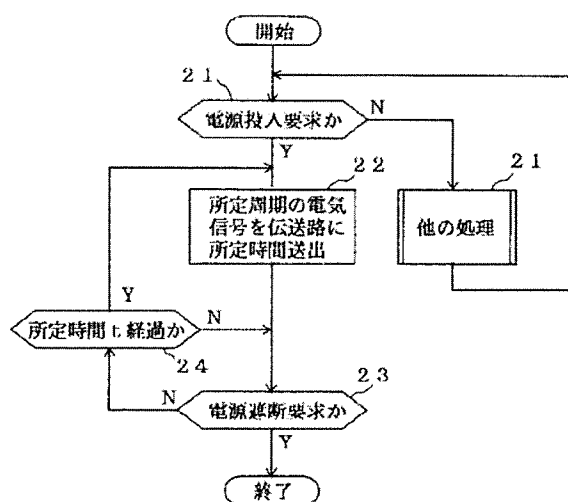 開始
21
電源投入要求か
N
Y
22
21
所定周期の電気
信号を伝送路に
所定時間送出
他の処理
Y
所定時間t経過か
N
24
23
N
電源遮断要求か
Y
終了